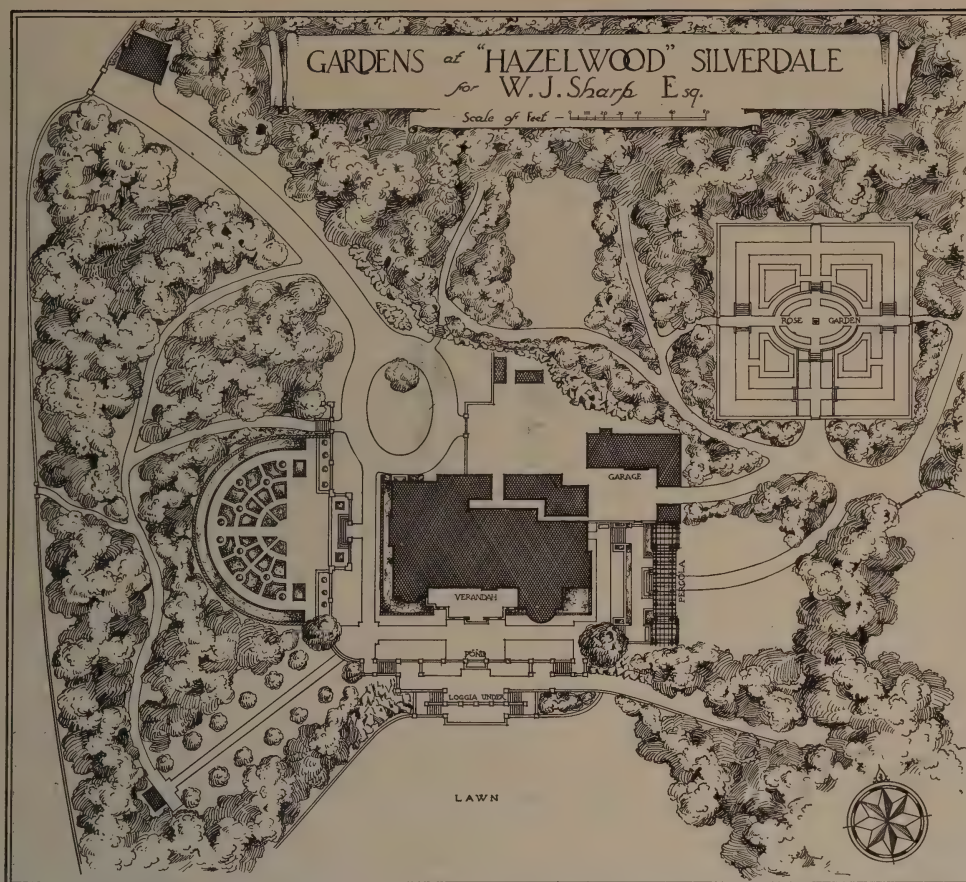 GARDENS at "HAZELWOOD" SILVERDALE
for W. J. Sharp Esq.
Scale of Feet
ROSE GARDEN
GARAGE
VERANDAH
PERGOLA
POND
LOGGIA UNDER
LAWN